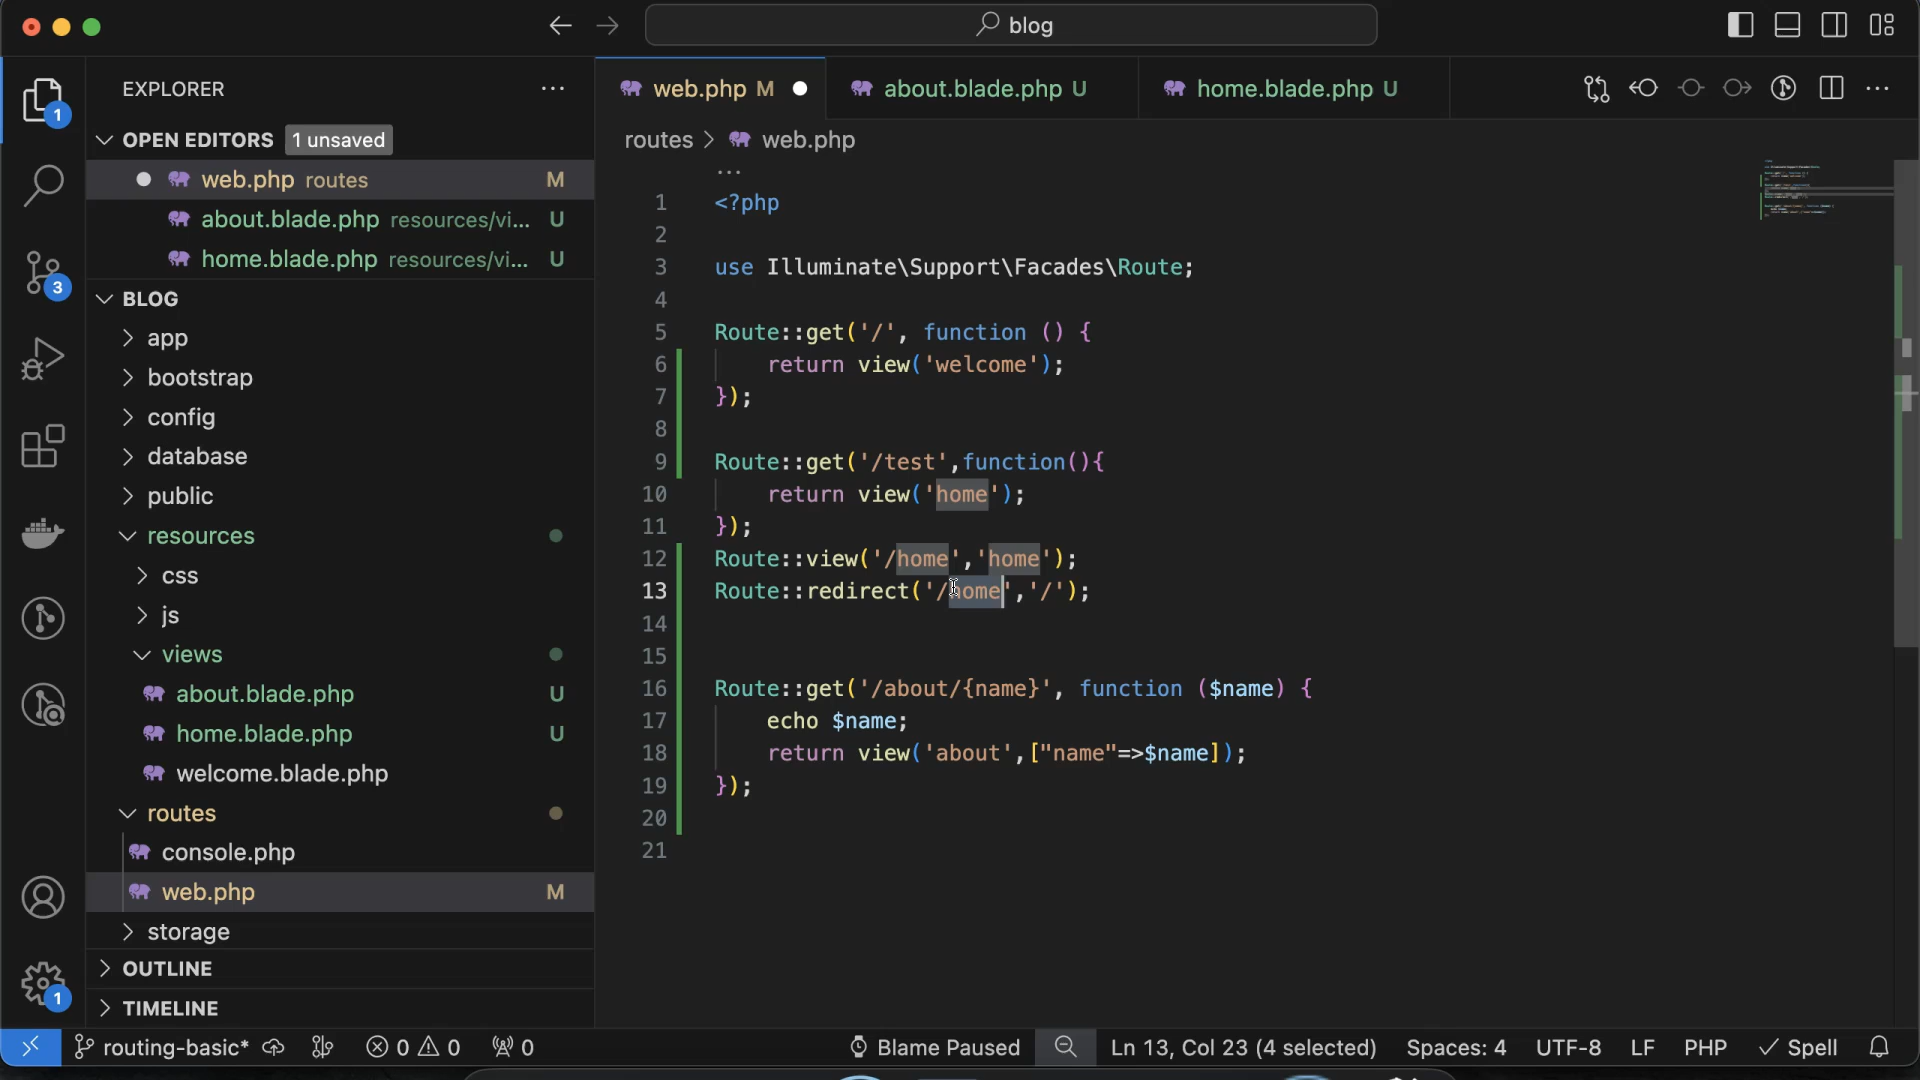 blog
EXPLORER
OPEN EDITORS 1 unsaved
web.php routes M
about.blade.php resources/vi... U
home.blade.php resources/vi... U
BLOG
app
bootstrap
config
database
public
resources
css
js
views
about.blade.php U
home.blade.php U
welcome.blade.php
routes
console.php
web.php M
storage
OUTLINE
TIMELINE
1
3
1
web.php M about.blade.php U home.blade.php U
routes > web.php
...
1 <?php
2
3 use Illuminate\Support\Facades\Route;
4
5 Route::get('/', function () {
6 return view('welcome');
7 });
8
9 Route::get('/test',function(){
10 return view('home');
11 });
12 Route::view('/home','home');
13 Route::redirect('/home','/');
14
15
16 Route::get('/about/{name}', function ($name) {
17 echo $name;
18 return view('about',["name"=>$name]);
19 });
20
21
routing-basic* 0 0 0 Blame Paused Ln 13, Col 23 (4 selected) Spaces: 4 UTF-8 LF PHP Spell